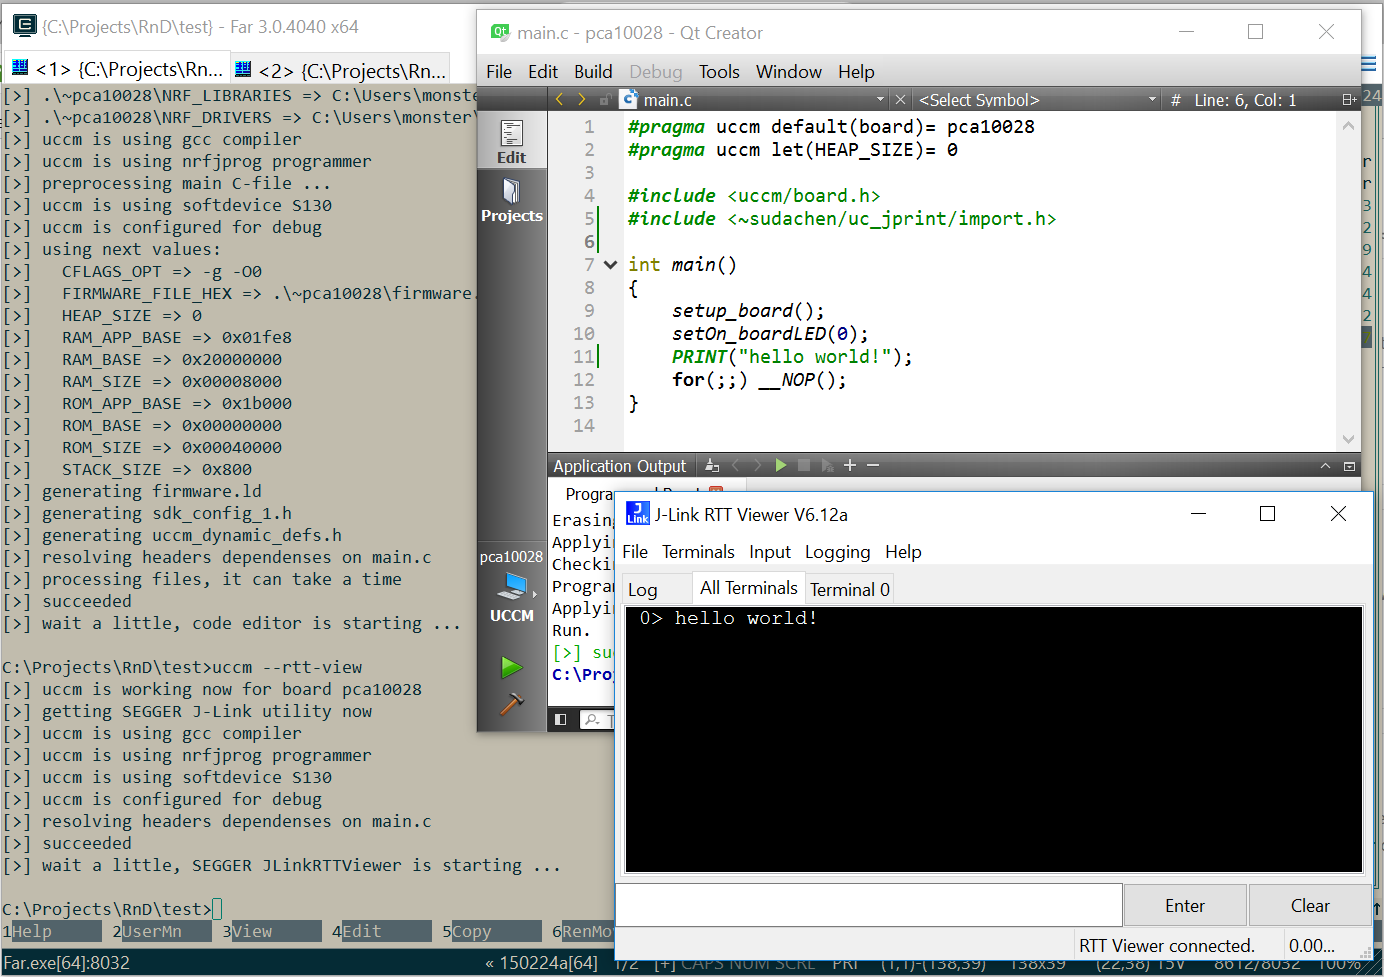 {C:\Projects\RnD\test} - Far 3.0.4040 x64
<1> {C:\Projects\Rn...
<2> {C:\Projects\Rn...
[>] .\~pca10028\NRF_LIBRARIES => C:\Users\monste
[>] .\~pca10028\NRF_DRIVERS => C:\Users\monster\
[>] uccm is using gcc compiler
[>] uccm is using nrfjprog programmer
[>] preprocessing main C-file ...
[>] uccm is using softdevice S130
[>] uccm is configured for debug
[>] using next values:
[>]   CFLAGS_OPT => -g -O0
[>]   FIRMWARE_FILE_HEX => .\~pca10028\firmware.
[>]   HEAP_SIZE => 0
[>]   RAM_APP_BASE => 0x01fe8
[>]   RAM_BASE => 0x20000000
[>]   RAM_SIZE => 0x00008000
[>]   ROM_APP_BASE => 0x1b000
[>]   ROM_BASE => 0x00000000
[>]   ROM_SIZE => 0x00040000
[>]   STACK_SIZE => 0x800
[>] generating firmware.ld
[>] generating sdk_config_1.h
[>] generating uccm_dynamic_defs.h
[>] resolving headers dependenses on main.c
[>] processing files, it can take a time
[>] succeeded
[>] wait a little, code editor is starting ...
C:\Projects\RnD\test>uccm --rtt-view
[>] uccm is working now for board pca10028
[>] getting SEGGER J-Link utility now
[>] uccm is using gcc compiler
[>] uccm is using nrfjprog programmer
[>] uccm is using softdevice S130
[>] uccm is configured for debug
[>] resolving headers dependenses on main.c
[>] succeeded
[>] wait a little, SEGGER JLinkRTTViewer is starting ...
C:\Projects\RnD\test>
1Help 2UserMn 3View 4Edit 5Copy 6RenMo
Far.exe[64]:8032 « 150224a[64] 1/2 [+] CAPS NUM SCRL PRI (1,1)-(138,39) 138x39 (22,38) 15V 8612/8032 100%
main.c - pca10028 - Qt Creator
File Edit Build Debug Tools Window Help
main.c <Select Symbol> # Line: 6, Col: 1
Edit
Projects
pca10028
UCCM
1 #pragma uccm default(board)= pca10028
2 #pragma uccm let(HEAP_SIZE)= 0
3
4 #include <uccm/board.h>
5 #include <~sudachen/uc_jprint/import.h>
6
7 int main()
8 {
9     setup_board();
10     setOn_boardLED(0);
11     PRINT("hello world!");
12     for(;;) __NOP();
13 }
14
Application Output
Erasin
Applyi
Checki
Progra
Applyi
Run.
[>] su
C:\Pro
J-Link RTT Viewer V6.12a
File Terminals Input Logging Help
Log All Terminals Terminal 0
0> hello world!
Enter Clear
RTT Viewer connected. 0.00...
24
r
r
3
2
9
4
4
2
7